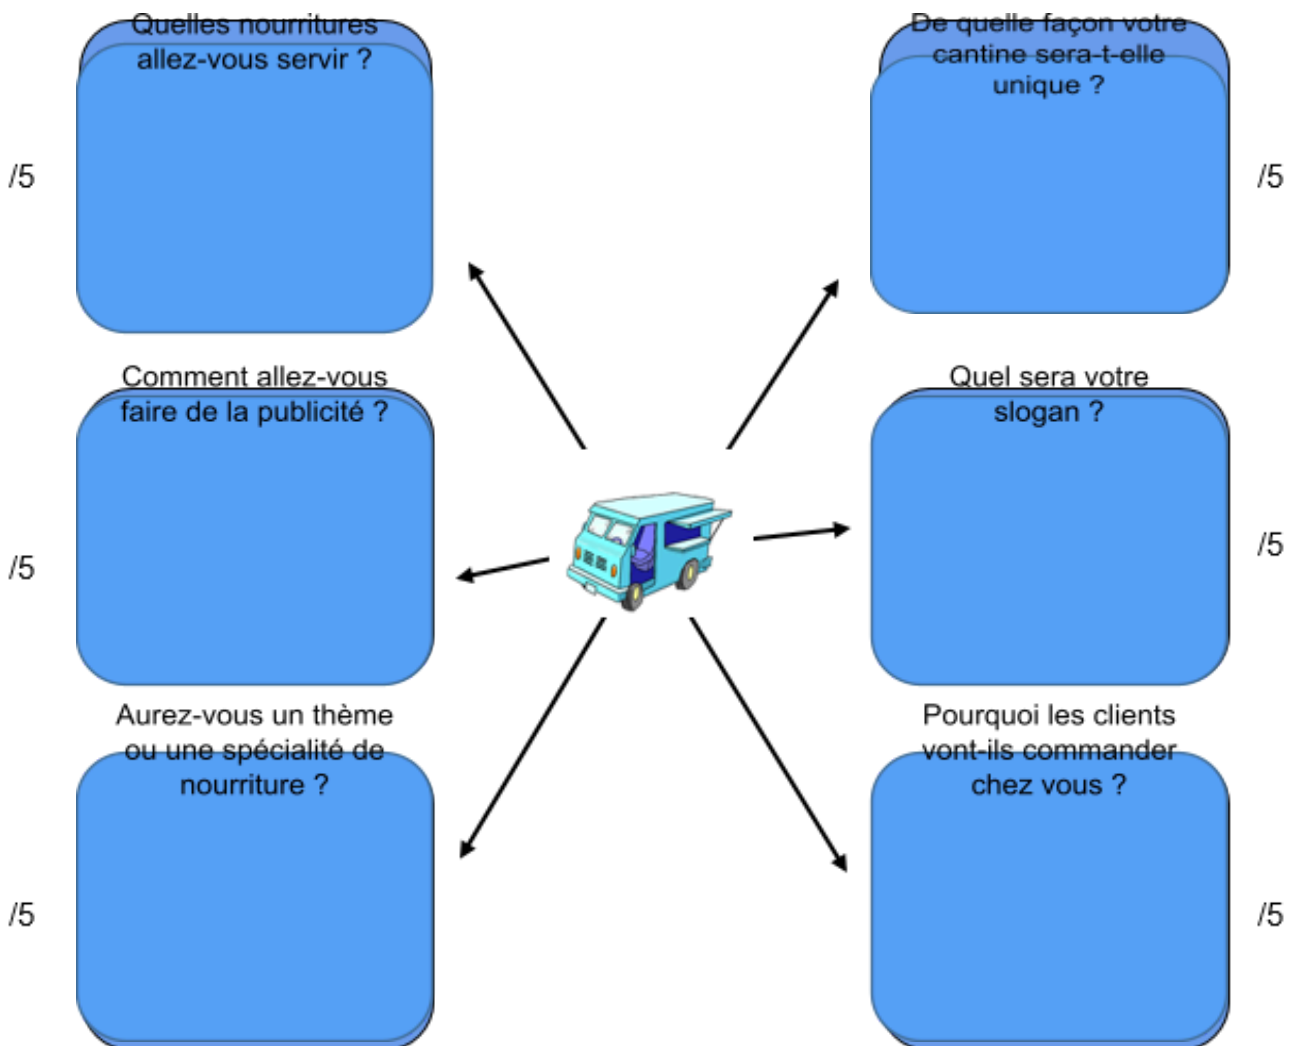 Quelles nourritures
allez-vous servir ?
De quelle façon votre
cantine sera-t-elle
unique ?
/5
/5
Comment allez-vous
faire de la publicité ?
Quel sera votre
slogan ?
/5
/5
Aurez-vous un thème
ou une spécialité de
nourriture ?
Pourquoi les clients
vont-ils commander
chez vous ?
/5
/5